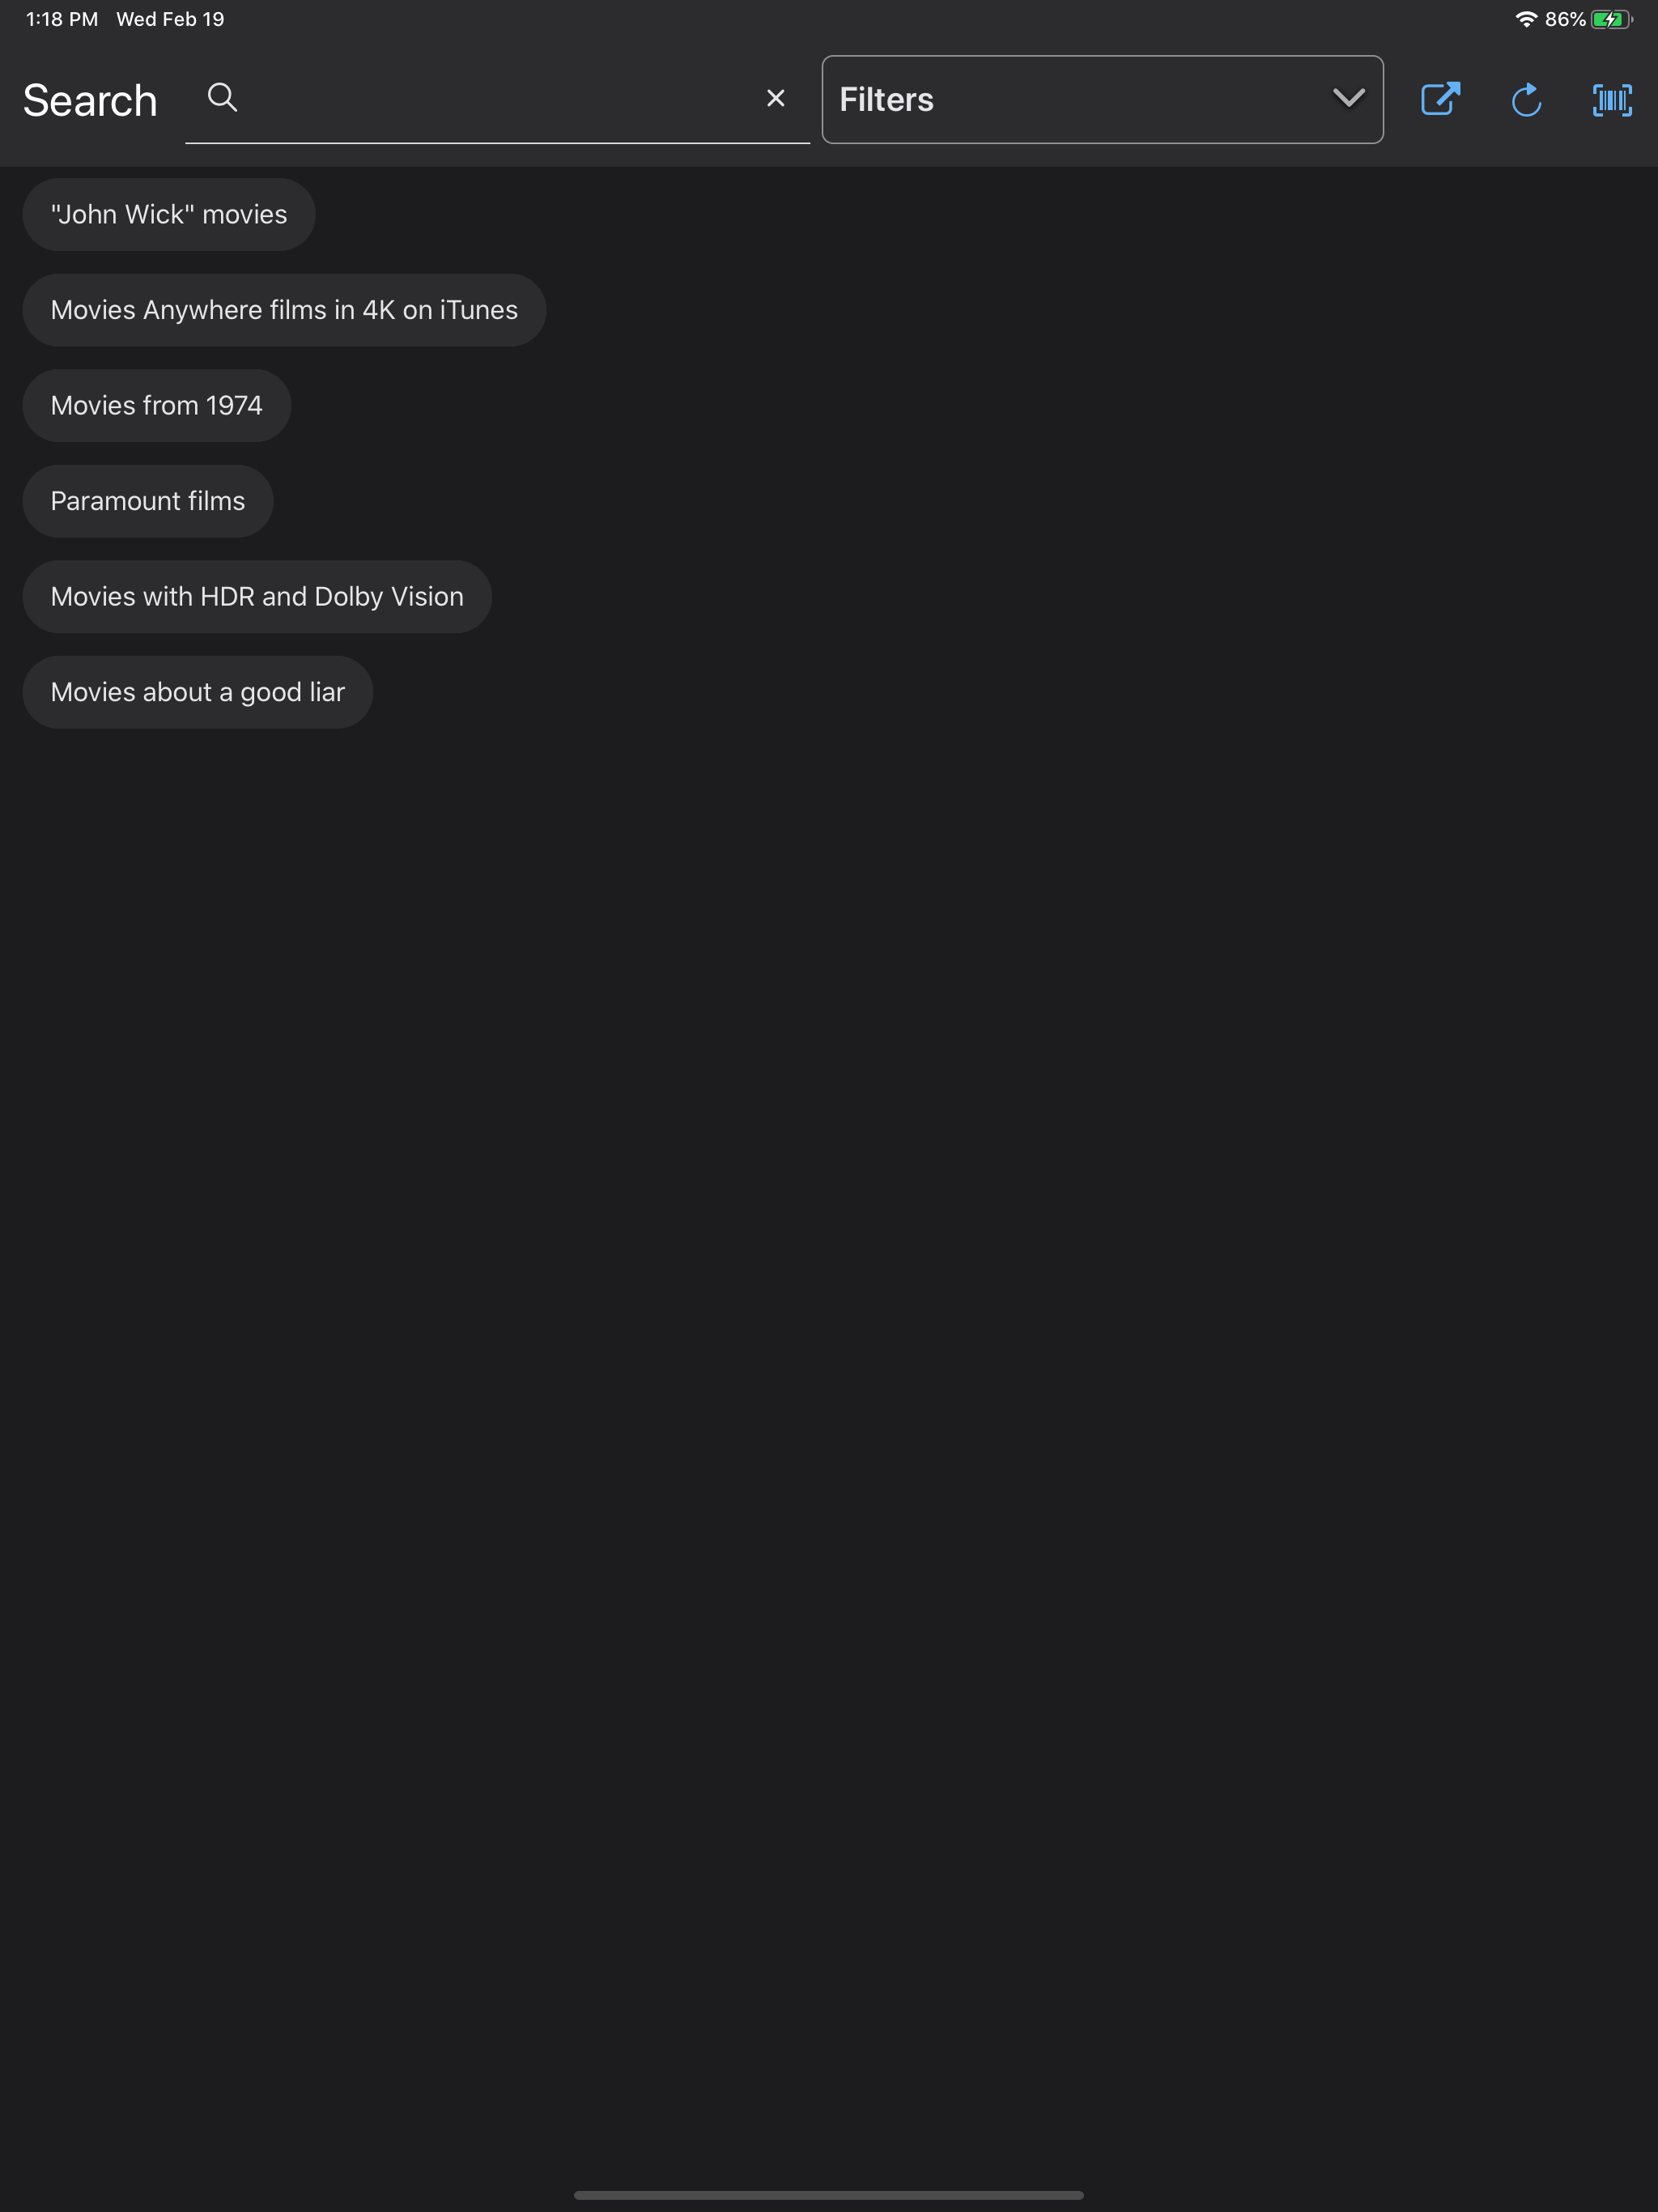 1:18 PM Wed Feb 19 86%
Search Filters
"John Wick" movies
Movies Anywhere films in 4K on iTunes
Movies from 1974
Paramount films
Movies with HDR and Dolby Vision
Movies about a good liar